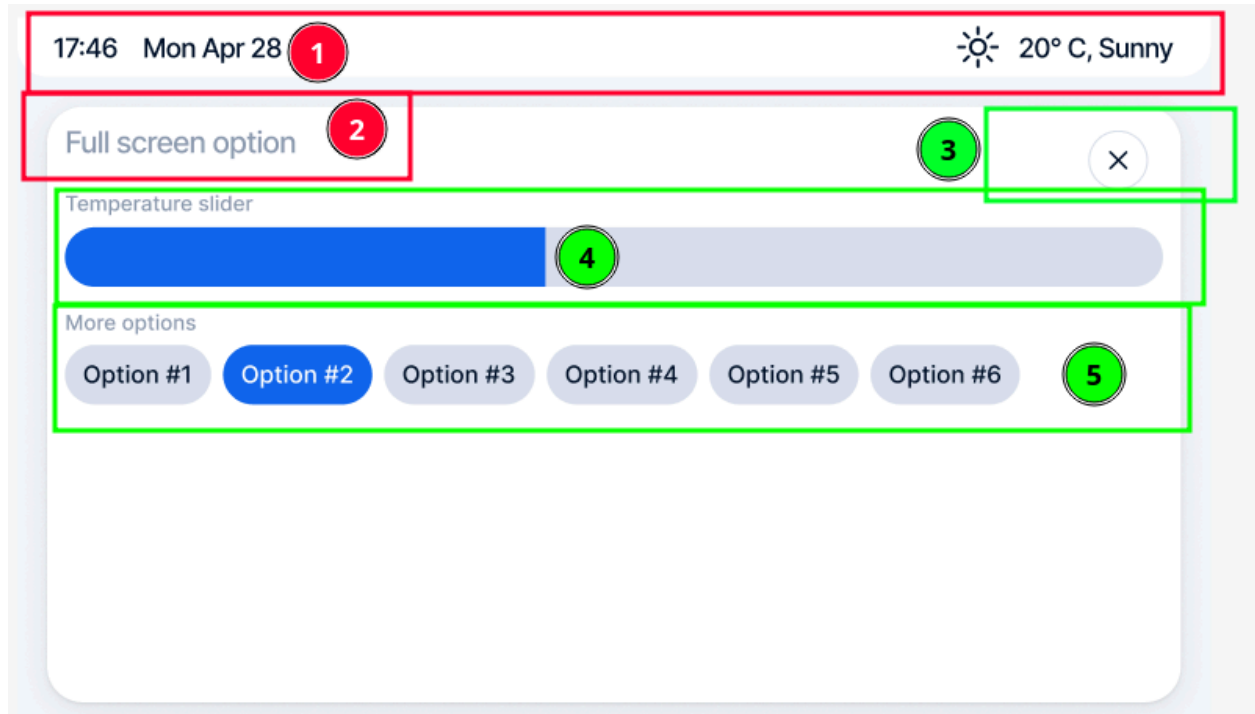 17:46 Mon Apr 28 1 20° C, Sunny
Full screen option 2 3
Temperature slider
4
More options
Option #1 Option #2 Option #3 Option #4 Option #5 Option #6 5